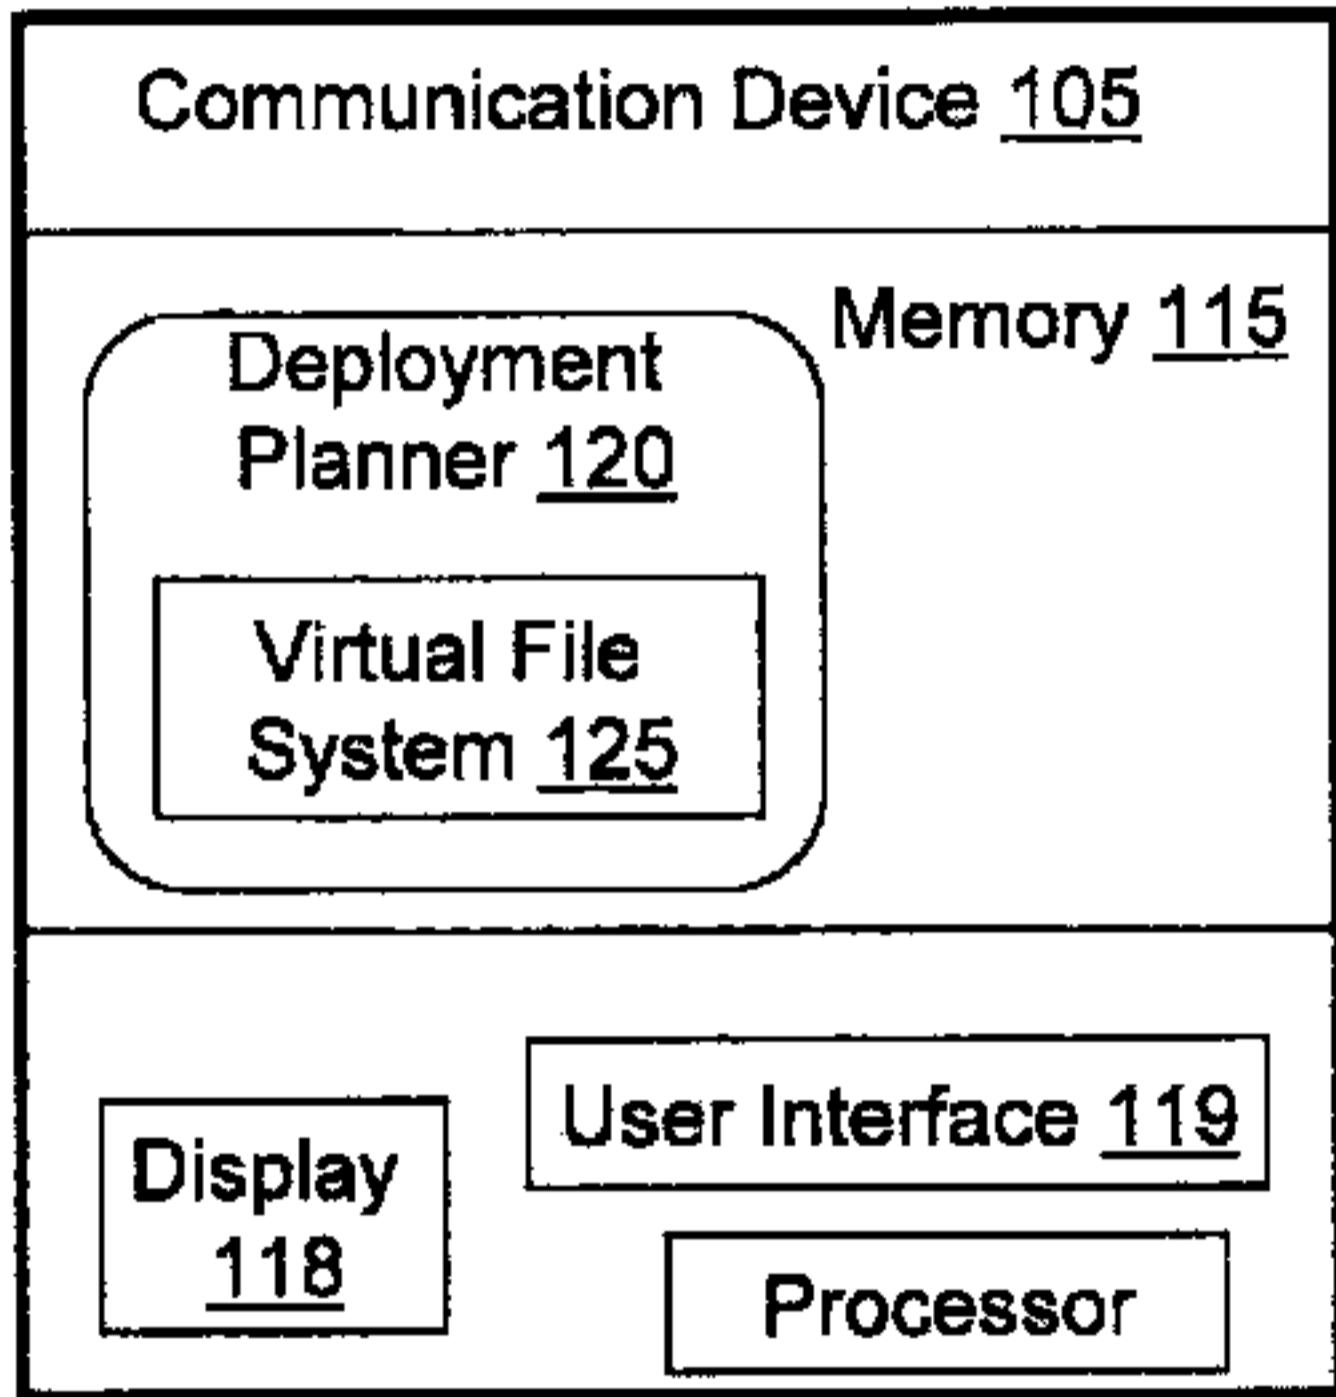 Communication Device 105
Memory 115
Deployment
Planner 120
Virtual File
System 125
User Interface 119
Display
118
Processor